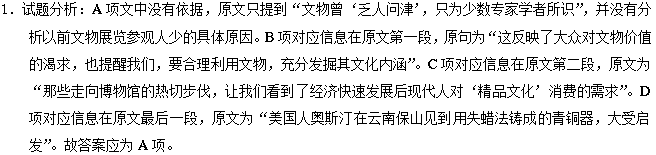 1．试题分析：A 项文中没有依据，原文只提到“文物曾‘乏人问津’，只为少数专家学者所识”，并没有分
析以前文物展览参观人少的具体原因。B 项对应信息在原文第一段，原句为“这反映了大众对文物价值
的渴求，也提醒我们，要合理利用文物，充分发掘其文化内涵”。C 项对应信息在原文第二段，原文为
“那些走向博物馆的热切步伐，让我们看到了经济快速发展后现代人对‘精品文化’消费的需求”。D
项对应信息在原文最后一段，原文为“美国人奥斯汀在云南保山见到用失蜡法铸成的青铜器，大受启
发”。故答案应为 A 项。